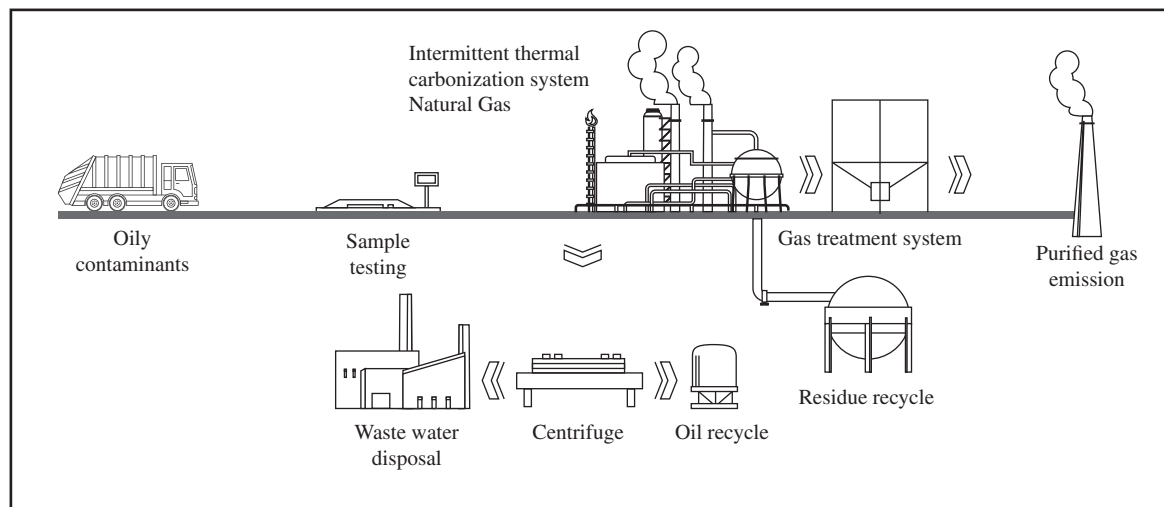 Intermittent thermal
carbonization system
Natural Gas
Oily
contaminants
Sample
testing
Gas treatment system
Purified gas
emission
Residue recycle
Waste water
disposal
Centrifuge
Oil recycle